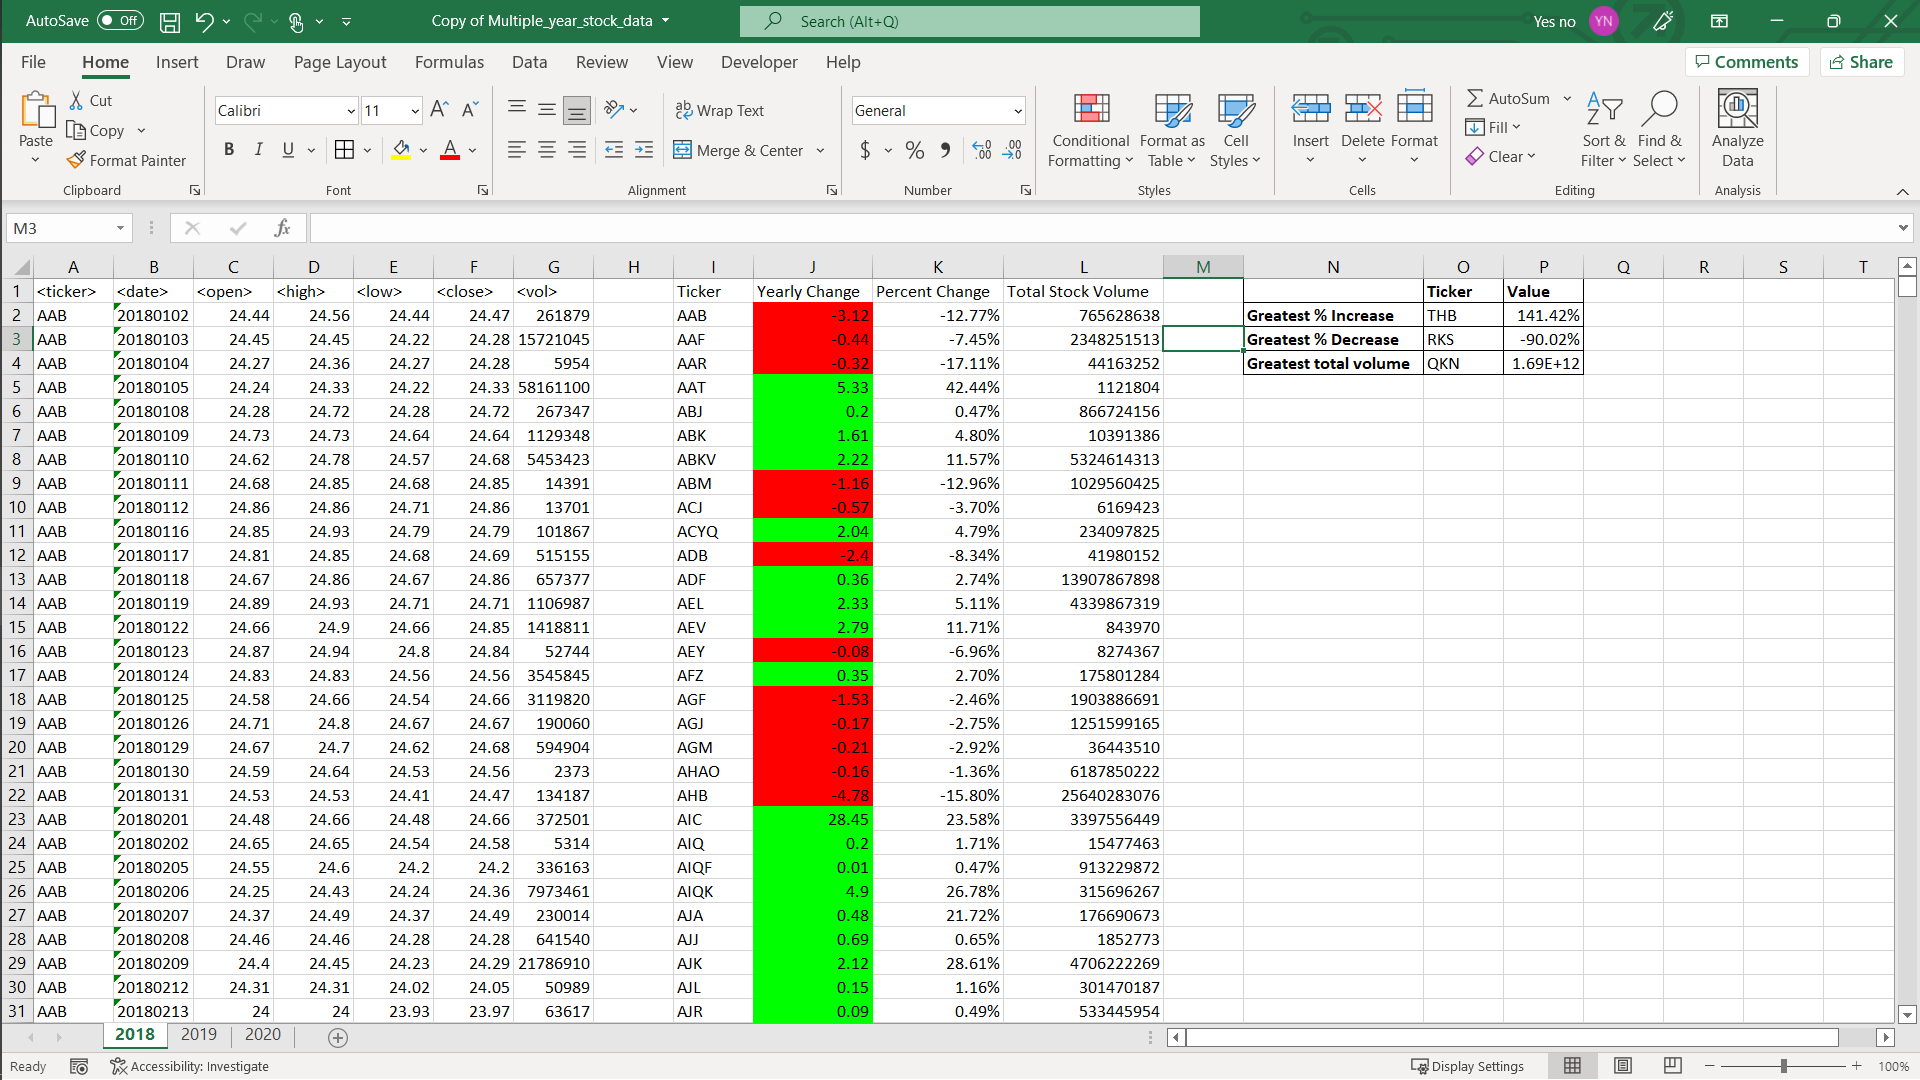 AutoSave Off Copy of Multiple_year_stock_data Search (Alt+Q) Yes no YN
File Home Insert Draw Page Layout Formulas Data Review View Developer Help Comments Share
Paste Cut Copy Format Painter
Clipboard
Calibri 11
B I U A
Font
ab Wrap Text
Merge & Center
Alignment
General
$ % 9
Number
Conditional Formatting Format as Table Cell Styles
Styles
Insert Delete Format
Cells
AutoSum Fill Clear Sort & Filter Find & Select
Editing
Analyze Data
Analysis
M3 fx
A B C D E F G H I J K L M N O P Q R S T
1 <ticker> <date> <open> <high> <low> <close> <vol> Ticker Yearly Change Percent Change Total Stock Volume Ticker Value
2 AAB 20180102 24.44 24.56 24.44 24.47 261879 AAB -3.12 -12.77% 765628638 Greatest % Increase THB 141.42%
3 AAB 20180103 24.45 24.45 24.22 24.28 15721045 AAF -0.44 -7.45% 2348251513 Greatest % Decrease RKS -90.02%
4 AAB 20180104 24.27 24.36 24.27 24.28 5954 AAR -0.32 -17.11% 44163252 Greatest total volume QKN 1.69E+12
5 AAB 20180105 24.24 24.33 24.22 24.33 58161100 AAT 5.33 42.44% 1121804
6 AAB 20180108 24.28 24.72 24.28 24.72 267347 ABJ 0.2 0.47% 866724156
7 AAB 20180109 24.73 24.73 24.64 24.64 1129348 ABK 1.61 4.80% 10391386
8 AAB 20180110 24.62 24.78 24.57 24.68 5453423 ABKV 2.22 11.57% 5324614313
9 AAB 20180111 24.68 24.85 24.68 24.85 14391 ABM -1.16 -12.96% 1029560425
10 AAB 20180112 24.86 24.86 24.71 24.86 13701 ACJ -0.57 -3.70% 6169423
11 AAB 20180116 24.85 24.93 24.79 24.79 101867 ACYQ 2.04 4.79% 234097825
12 AAB 20180117 24.81 24.85 24.68 24.69 515155 ADB -2.4 -8.34% 41980152
13 AAB 20180118 24.67 24.86 24.67 24.86 657377 ADF 0.36 2.74% 13907867898
14 AAB 20180119 24.89 24.93 24.71 24.71 1106987 AEL 2.33 5.11% 4339867319
15 AAB 20180122 24.66 24.9 24.66 24.85 1418811 AEV 2.79 11.71% 843970
16 AAB 20180123 24.87 24.94 24.8 24.84 52744 AEY -0.08 -6.96% 8274367
17 AAB 20180124 24.83 24.83 24.56 24.56 3545845 AFZ 0.35 2.70% 175801284
18 AAB 20180125 24.58 24.66 24.54 24.66 3119820 AGF -1.53 -2.46% 1903886691
19 AAB 20180126 24.71 24.8 24.67 24.67 190060 AGJ -0.17 -2.75% 1251599165
20 AAB 20180129 24.67 24.7 24.62 24.68 594904 AGM -0.21 -2.92% 36443510
21 AAB 20180130 24.59 24.64 24.53 24.56 2373 AHAO -0.16 -1.36% 6187850222
22 AAB 20180131 24.53 24.53 24.41 24.47 134187 AHB -4.78 -15.80% 25640283076
23 AAB 20180201 24.48 24.66 24.48 24.66 372501 AIC 28.45 23.58% 3397556449
24 AAB 20180202 24.65 24.65 24.54 24.58 5314 AIQ 0.2 1.71% 15477463
25 AAB 20180205 24.55 24.6 24.2 24.2 336163 AIQF 0.01 0.47% 913229872
26 AAB 20180206 24.25 24.43 24.24 24.36 7973461 AIQK 4.9 26.78% 315696267
27 AAB 20180207 24.37 24.49 24.37 24.49 230014 AJA 0.48 21.72% 176690673
28 AAB 20180208 24.46 24.46 24.28 24.28 641540 AJJ 0.69 0.65% 1852773
29 AAB 20180209 24.4 24.45 24.23 24.29 21786910 AJK 2.12 28.61% 4706222269
30 AAB 20180212 24.31 24.31 24.02 24.05 50989 AJL 0.15 1.16% 301470187
31 AAB 20180213 24 24 23.93 23.97 63617 AJR 0.09 0.49% 533445954
2018 2019 2020
Ready Accessibility: Investigate Display Settings 100%